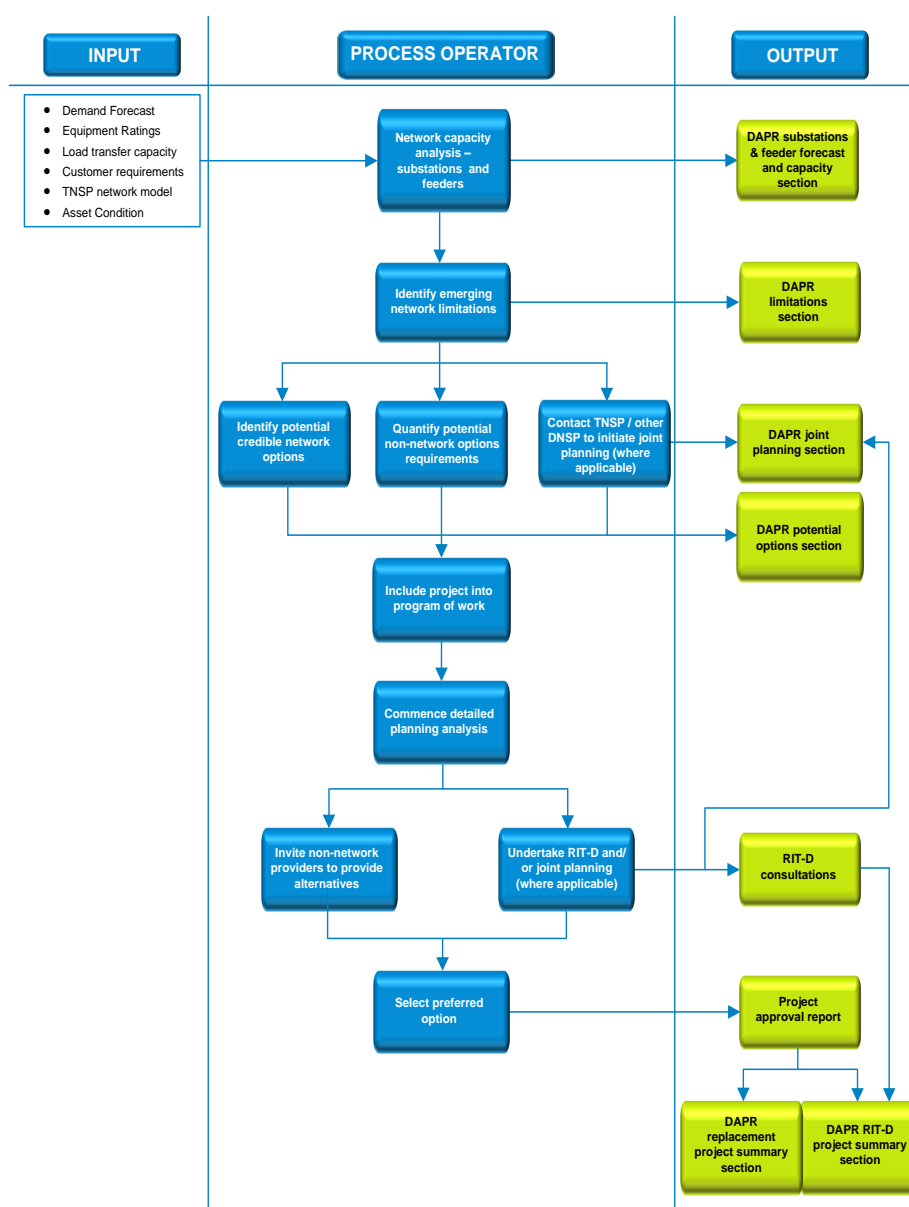 INPUT
PROCESS OPERATOR
OUTPUT
Demand Forecast
Equipment Ratings
Load transfer capacity
Customer requirements
TNSP network model
Asset Condition
Network capacity
analysis –
substations and
feeders
DAPR substations
& feeder forecast
and capacity
section
Identify emerging
network limitations
DAPR
limitations
section
Identify potential
credible network
options
Quantify potential
non-network options
requirements
Contact TNSP / other
DNSP to initiate joint
planning (where
applicable)
DAPR joint
planning section
DAPR potential
options section
Include project into
program of work
Commence detailed
planning analysis
Invite non-network
providers to provide
alternatives
Undertake RIT-D and/
or joint planning
(where applicable)
RIT-D
consultations
Select preferred
option
Project
approval report
DAPR
replacement
project summary
section
DAPR RIT-D
project summary
section